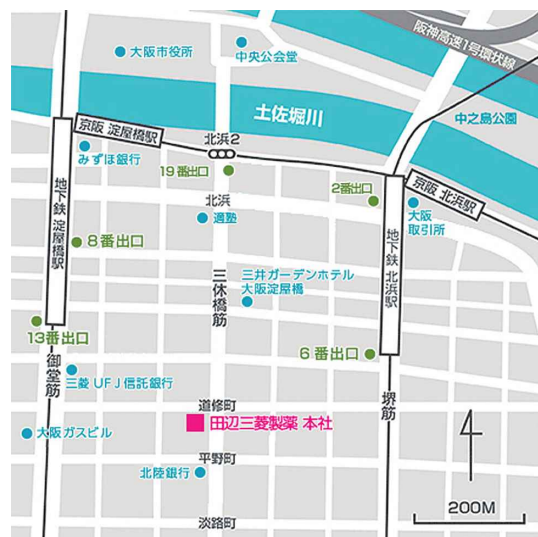 阪神高速1号環状線
大阪市役所
中央公会堂
土佐堀川
中之島公園
京阪 淀屋橋駅
北浜2
みずほ銀行
19番出口
京阪 北浜駅
2番出口
地下鉄 淀屋橋駅
北浜
適塾
大阪
取引所
8番出口
地下鉄 北浜駅
三休橋筋
三井ガーデンホテル
大阪淀屋橋
13番出口
6番出口
御堂筋
三菱UFJ信託銀行
堺筋
道修町
田辺三菱製薬 本社
大阪ガスビル
平野町
北陸銀行
200M
淡路町